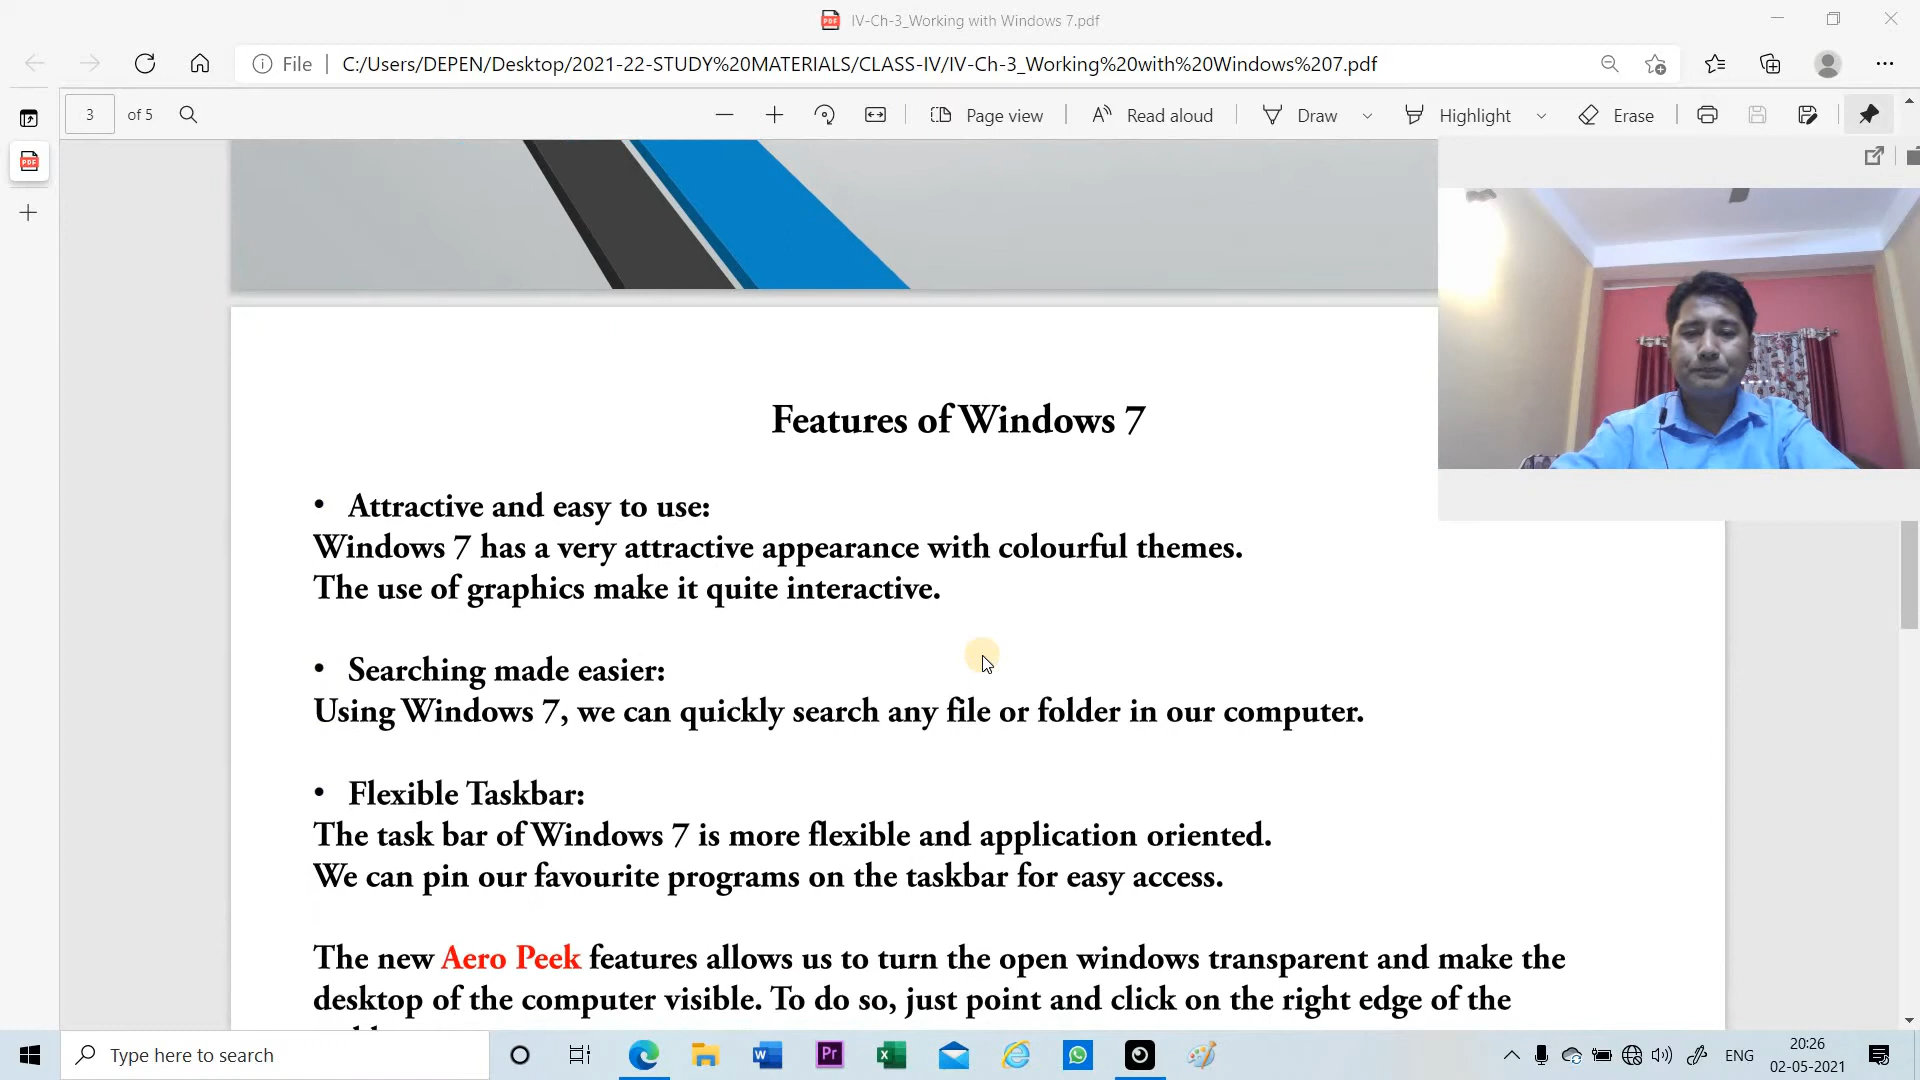 IV-Ch-3_Working with Windows 7.pdf
File
C:/Users/DEPEN/Desktop/2021-22-STUDY%20MATERIALS/CLASS-IV/IV-Ch-3_Working%20with%20Windows%207.pdf
3 of 5
Page view
Read aloud
Draw
Highlight
Erase
PDF
Features of Windows 7
• Attractive and easy to use:
Windows 7 has a very attractive appearance with colourful themes.
The use of graphics make it quite interactive.
• Searching made easier:
Using Windows 7, we can quickly search any file or folder in our computer.
• Flexible Taskbar:
The task bar of Windows 7 is more flexible and application oriented.
We can pin our favourite programs on the taskbar for easy access.
The new Aero Peek features allows us to turn the open windows transparent and make the
desktop of the computer visible. To do so, just point and click on the right edge of the
Type here to search
Pr
ENG
20:26
02-05-2021